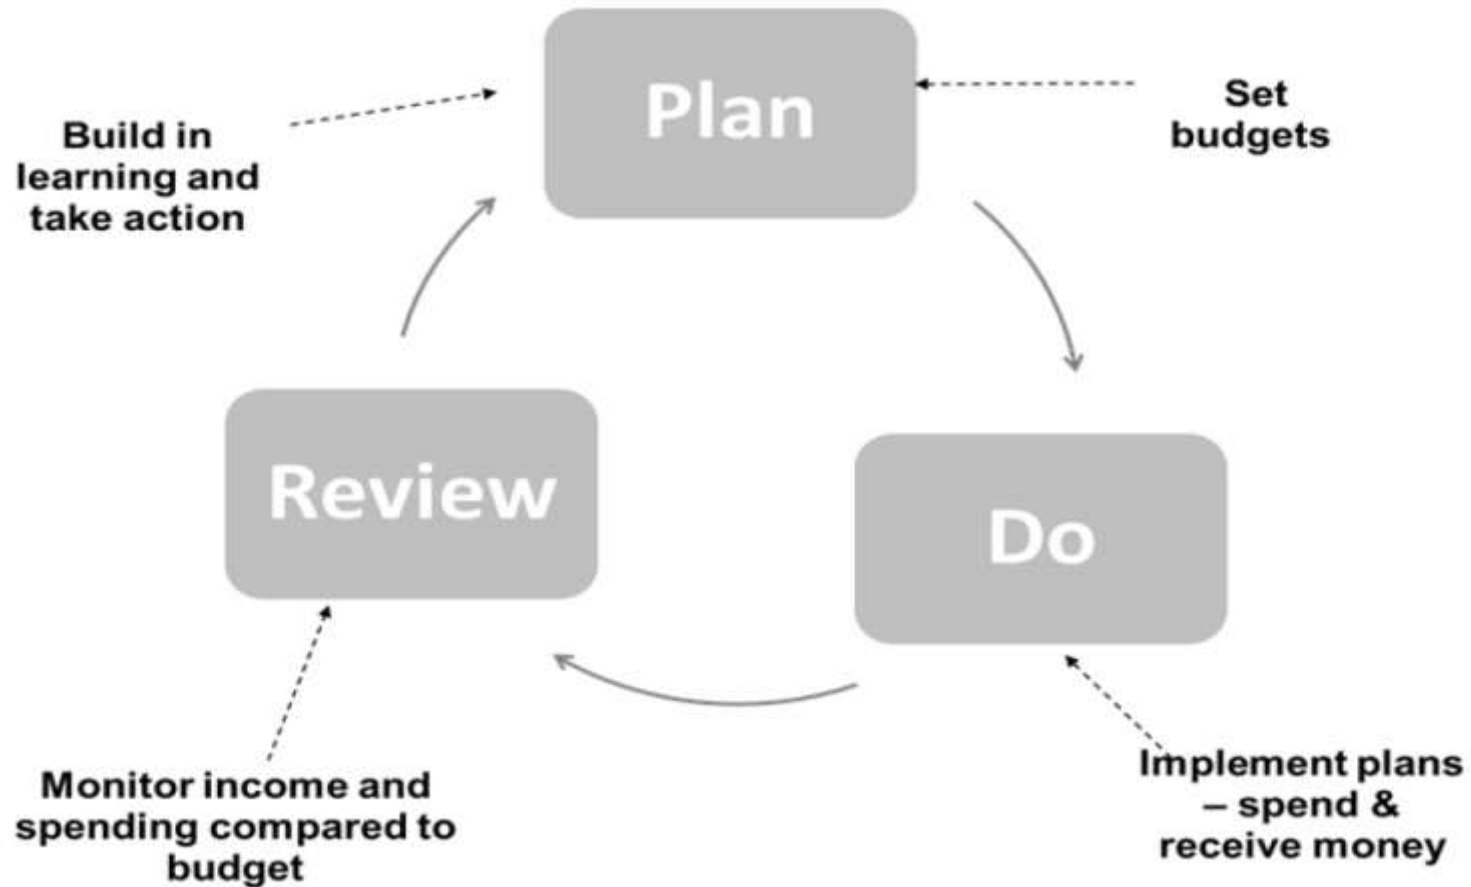 Plan
Set
budgets
Build in
learning and
take action
Review
Do
Monitor income and
spending compared to
budget
Implement plans
– spend &
receive money